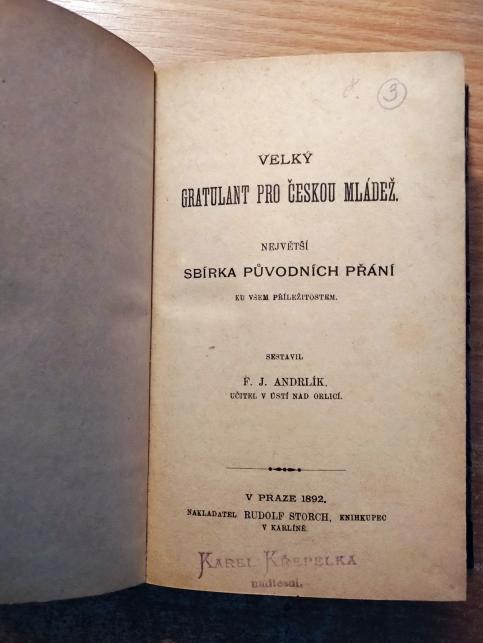 3
VELKÝ
GRATULANT PRO ČESKOU MLÁDEŽ.
NEJVĚTŠÍ
SBÍRKA PŮVODNÍCH PŘÁNÍ
KU VŠEM PŘÍLEŽITOSTEM.
SESTAVIL
F. J. ANDRLÍK,
UČITEL V ÚSTÍ NAD ORLICÍ.
V PRAZE 1892.
NAKLADATEL RUDOLF STORCH, KNIHKUPEC
V KARLÍNĚ.
KAREL KŘEPELKA
nadlesní.